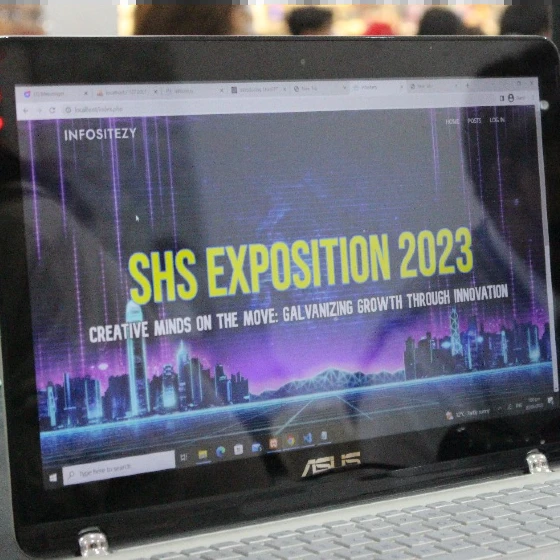 INFOSITEZY
HOME POSTS LOG IN
SHS EXPOSITION 2023
CREATIVE MINDS ON THE MOVE: GALVANIZING GROWTH THROUGH INNOVATION
Type here to search
ASUS